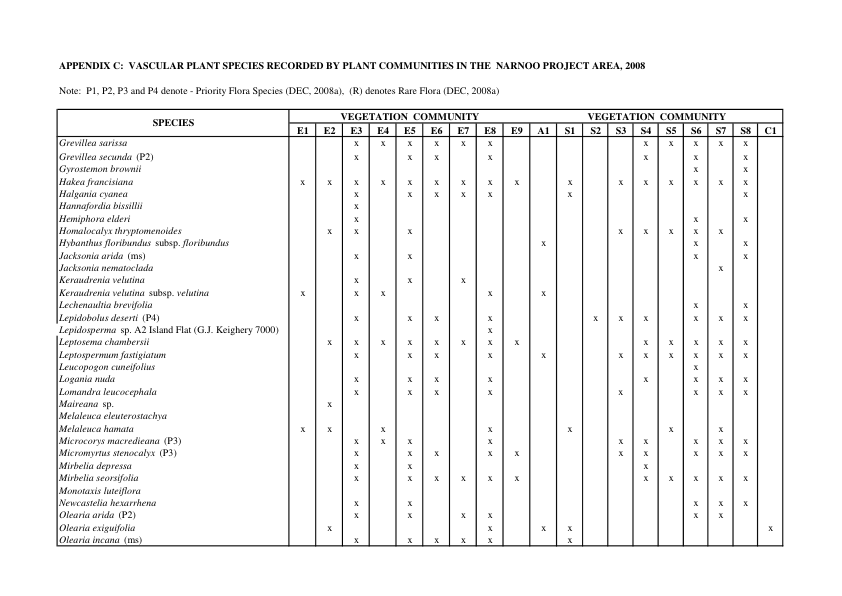 APPENDIX C: VASCULAR PLANT SPECIES RECORDED BY PLANT COMMUNITIES IN THE NARNOO PROJECT AREA, 2008
Note: P1, P2, P3 and P4 denote - Priority Flora Species (DEC, 2008a), (R) denotes Rare Flora (DEC, 2008a)
SPECIES VEGETATION COMMUNITY VEGETATION COMMUNITY
E1 E2 E3 E4 E5 E6 E7 E8 E9 A1 S1 S2 S3 S4 S5 S6 S7 S8 C1
Grevillea sarissa x x x x x x x x x x x
Grevillea secunda (P2) x x x x x x x
Gyrostemon brownii x x
Hakea francisiana x x x x x x x x x x x x x x x x
Halgania cyanea x x x x x x x
Hannafordia bissillii x
Hemiphora elderi x x x
Homalocalyx thryptomenoides x x x x x x x x
Hybanthus floribundus subsp. floribundus x x x
Jacksonia arida (ms) x x x x
Jacksonia nematoclada x
Keraudrenia velutina x x x
Keraudrenia velutina subsp. velutina x x x x x
Lechenaultia brevifolia x x
Lepidobolus deserti (P4) x x x x x x x x x x
Lepidosperma sp. A2 Island Flat (G.J. Keighery 7000) x
Leptosema chambersii x x x x x x x x x x x x x
Leptospermum fastigiatum x x x x x x x x x x x
Leucopogon cuneifolius x
Logania nuda x x x x x x x x
Lomandra leucocephala x x x x x x x x
Maireana sp. x
Melaleuca eleuterostachya
Melaleuca hamata x x x x x x x
Microcorys macredieana (P3) x x x x x x x x x
Micromyrtus stenocalyx (P3) x x x x x x x x x x
Mirbelia depressa x x x
Mirbelia seorsifolia x x x x x x x x x x x
Monotaxis luteiflora
Newcastelia hexarrhena x x x x x
Olearia arida (P2) x x x x x x
Olearia exiguifolia x x x x x
Olearia incana (ms) x x x x x x